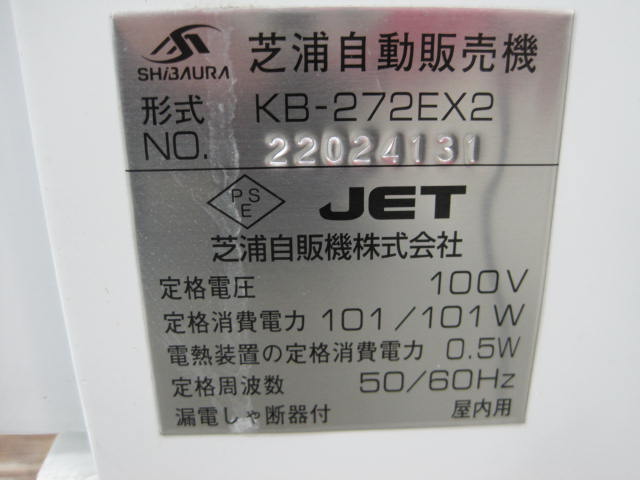 SHiBAURA 芝浦自動販売機
形式 KB-272EX2
NO. 22024131
PSE JET
芝浦自販機株式会社
定格電圧 100V
定格消費電力 101/101W
電熱装置の定格消費電力 0.5W
定格周波数 50/60Hz
漏電しゃ断器付 屋内用